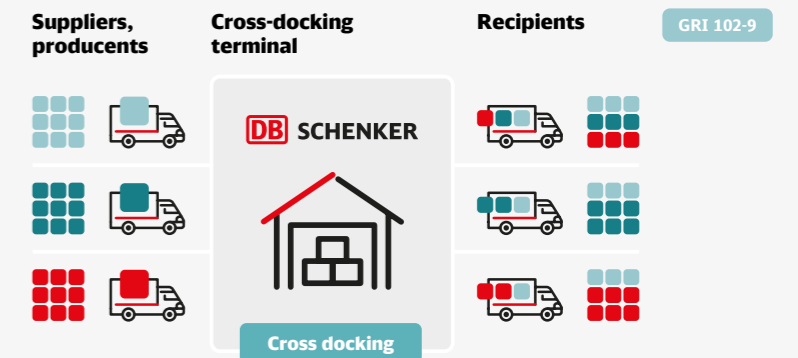 Suppliers,
producents
Cross-docking
terminal
Recipients
GRI 102-9
DB SCHENKER
Cross docking